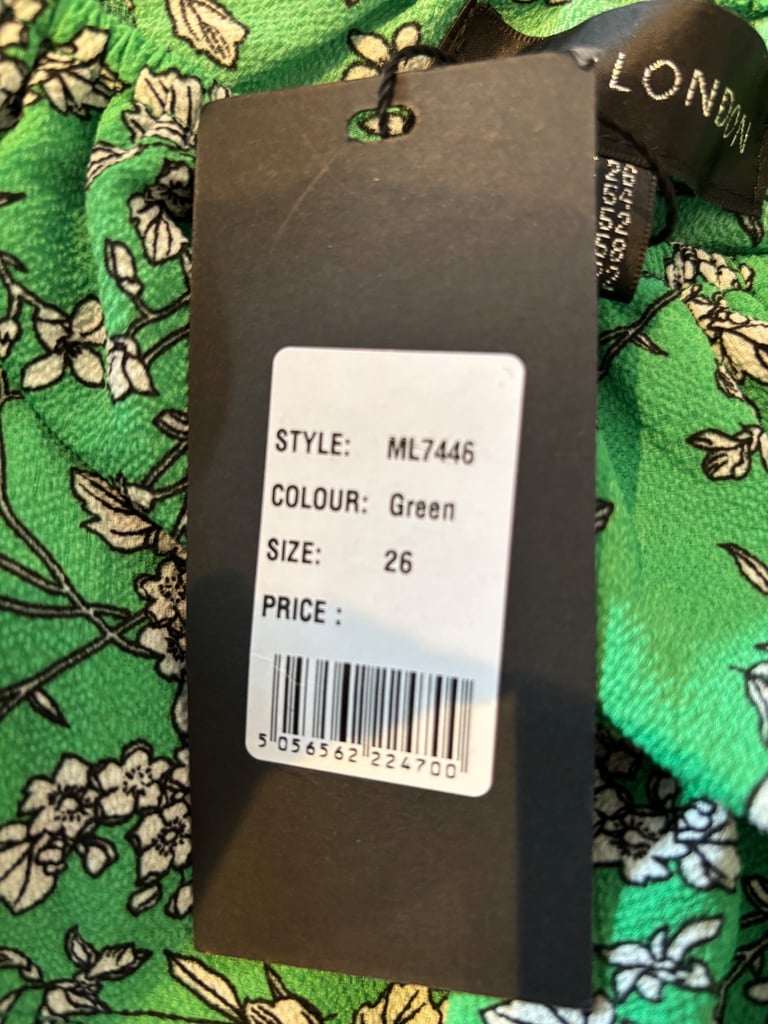 LONDON
STYLE: ML7446
COLOUR: Green
SIZE: 26
PRICE :
5 056562 224700